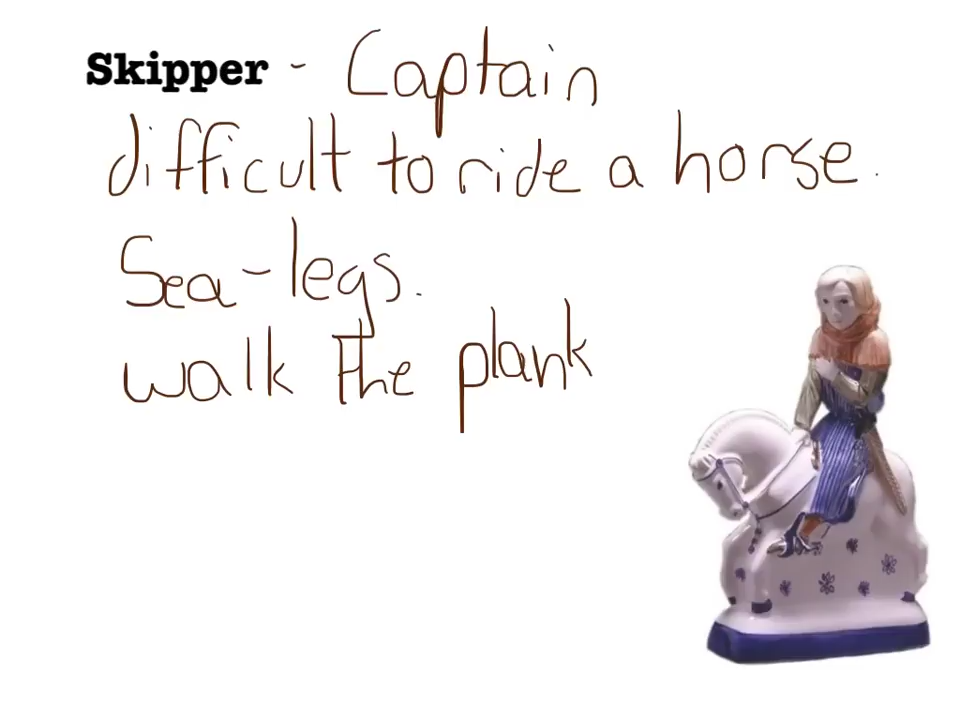 Skipper - Captain
difficult to ride a horse.
Sea-legs.
walk the plank